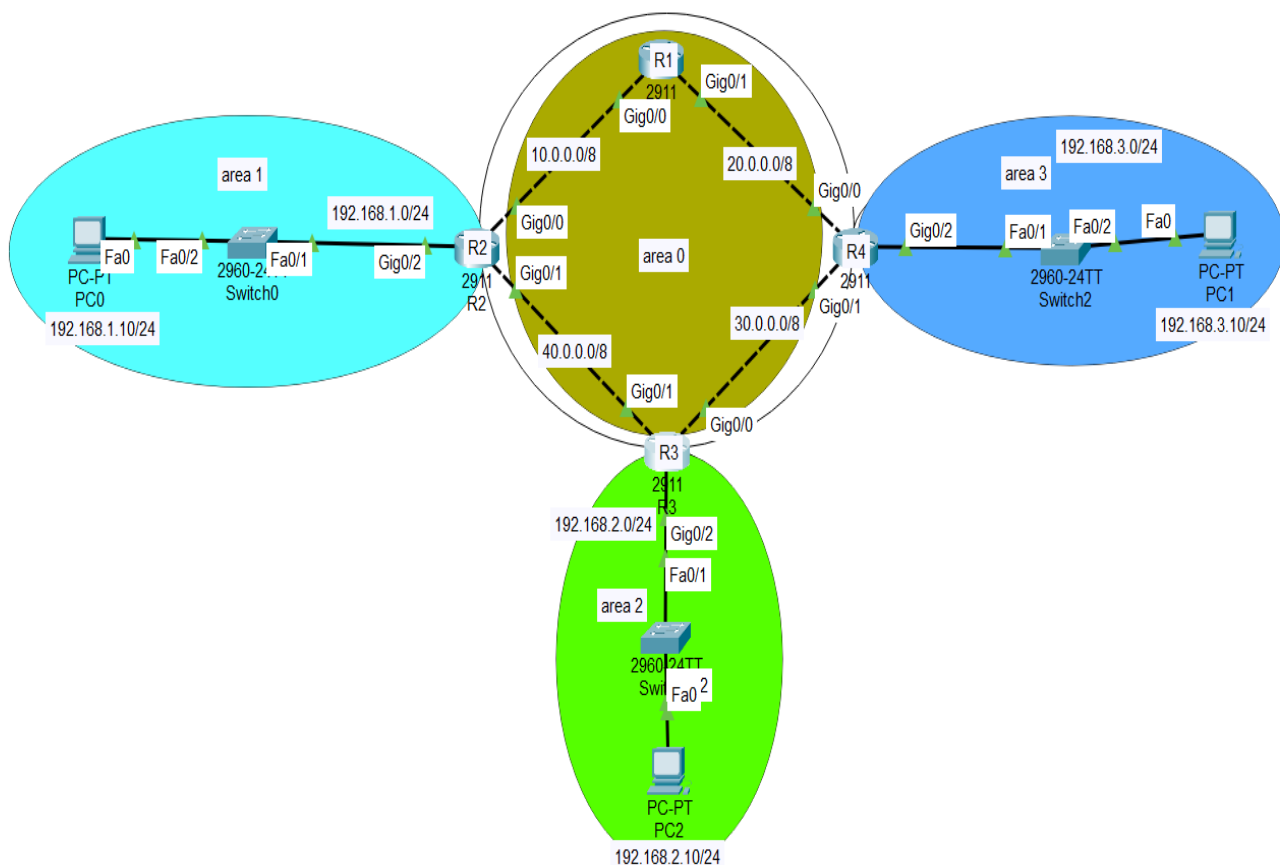 R1
2911
Gig0/1
Gig0/0
10.0.0.0/8
20.0.0.0/8
area 1
192.168.1.0/24
PC-PT
PC0
Fa0
Fa0/2
2960-24TT
Switch0
Fa0/1
Gig0/2
192.168.1.10/24
R2
2911
R2
Gig0/0
Gig0/1
area 0
Gig0/0
R4
2911
Gig0/1
192.168.3.0/24
area 3
Gig0/2
Fa0/1
Fa0/2
Fa0
2960-24TT
Switch2
PC-PT
PC1
192.168.3.10/24
40.0.0.0/8
30.0.0.0/8
Gig0/1
Gig0/0
R3
2911
R3
192.168.2.0/24
Gig0/2
Fa0/1
area 2
2960-24TT
Fa0
PC-PT
PC2
192.168.2.10/24